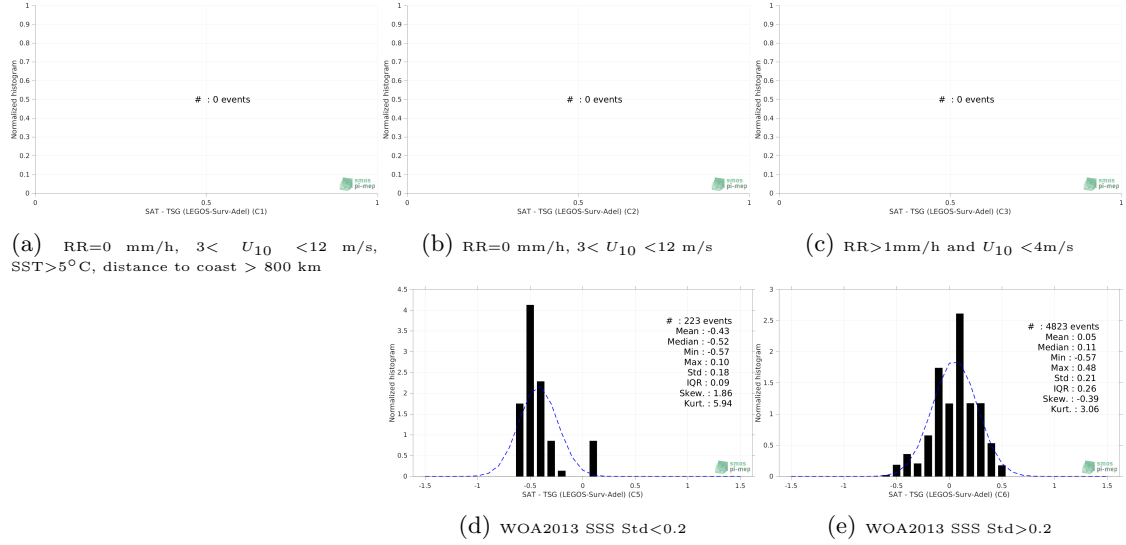 1
0.9
0.8
0.7
0.6
0.5
0.4
0.3
0.2
0.1
0
Normalized histogram
# : 0 events
smos
pi-mep
0 0.5 1
SAT - TSG (LEGOS-Surv-Adel) (C1)
1
0.9
0.8
0.7
0.6
0.5
0.4
0.3
0.2
0.1
0
Normalized histogram
# : 0 events
smos
pi-mep
0 0.5 1
SAT - TSG (LEGOS-Surv-Adel) (C2)
1
0.9
0.8
0.7
0.6
0.5
0.4
0.3
0.2
0.1
0
Normalized histogram
# : 0 events
smos
pi-mep
0 0.5 1
SAT - TSG (LEGOS-Surv-Adel) (C3)
(a) RR=0 mm/h, 3< U10 <12 m/s,
SST>5°C, distance to coast > 800 km
(b) RR=0 mm/h, 3< U10 <12 m/s
(c) RR>1mm/h and U10 <4m/s
4.5
4
3.5
3
2.5
2
1.5
1
0.5
0
Normalized histogram
# : 223 events
Mean : -0.43
Median : -0.52
Min : -0.57
Max : 0.10
Std : 0.18
IQR : 0.09
Skew. : 1.86
Kurt. : 5.94
smos
pi-mep
-1.5 -1 -0.5 0 0.5 1 1.5
SAT - TSG (LEGOS-Surv-Adel) (C5)
3
2.5
2
1.5
1
0.5
0
Normalized histogram
# : 4823 events
Mean : 0.05
Median : 0.11
Min : -0.57
Max : 0.48
Std : 0.21
IQR : 0.26
Skew. : -0.39
Kurt. : 3.06
smos
pi-mep
-1.5 -1 -0.5 0 0.5 1 1.5
SAT - TSG (LEGOS-Surv-Adel) (C6)
(d) WOA2013 SSS Std<0.2
(e) WOA2013 SSS Std>0.2